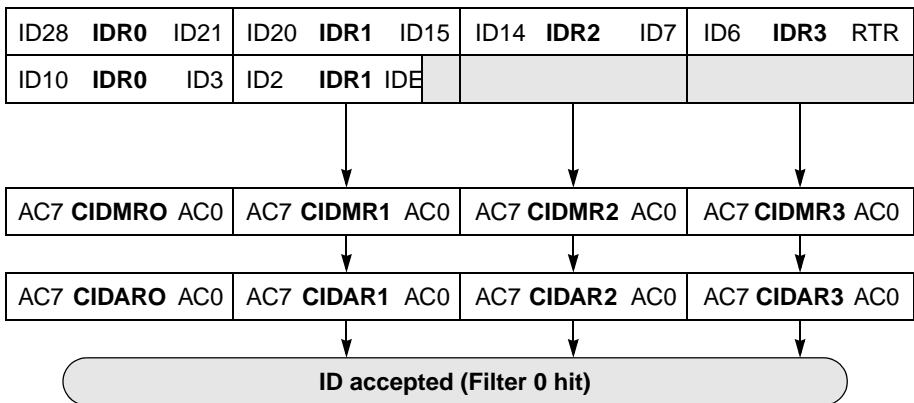 ID28 IDR0 ID21 ID20 IDR1 ID15 ID14 IDR2 ID7 ID6 IDR3 RTR
ID10 IDR0 ID3 ID2 IDR1 IDE
AC7 CIDMRO AC0 AC7 CIDMR1 AC0 AC7 CIDMR2 AC0 AC7 CIDMR3 AC0
AC7 CIDARO AC0 AC7 CIDAR1 AC0 AC7 CIDAR2 AC0 AC7 CIDAR3 AC0
ID accepted (Filter 0 hit)